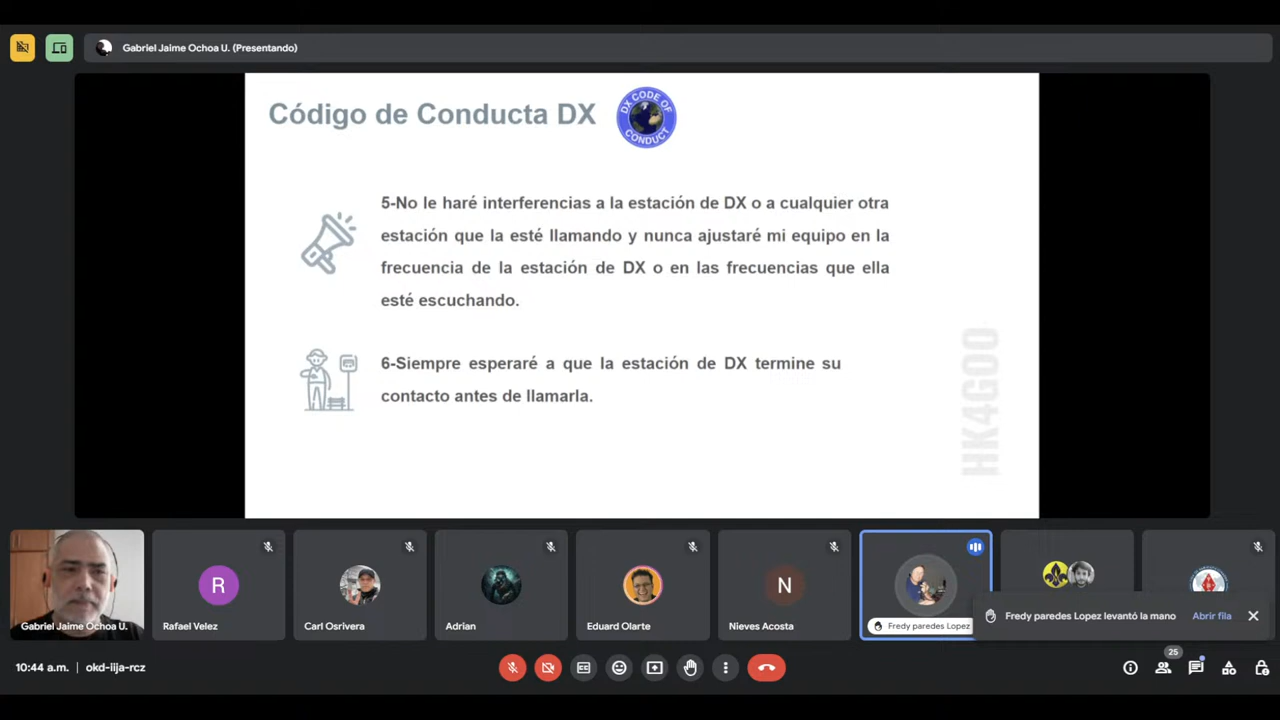 Gabriel Jaime Ochoa U. (Presentando)
Código de Conducta DX
DX CODE OF
CONDUCT
5-No le haré interferencias a la estación de DX o a cualquier otra
estación que la esté llamando y nunca ajustaré mi equipo en la
frecuencia de la estación de DX o en las frecuencias que ella
esté escuchando.
6-Siempre esperaré a que la estación de DX termine su
contacto antes de llamarla.
HK4GOO
R
N
Gabriel Jaime Ochoa U.
Rafael Velez
Carl Osrivera
Adrian
Eduard Olarte
Nieves Acosta
Fredy paredes Lopez
Fredy paredes Lopez levantó la mano
Abrir fila
10:44 a.m.
okd-lija-rcz
25